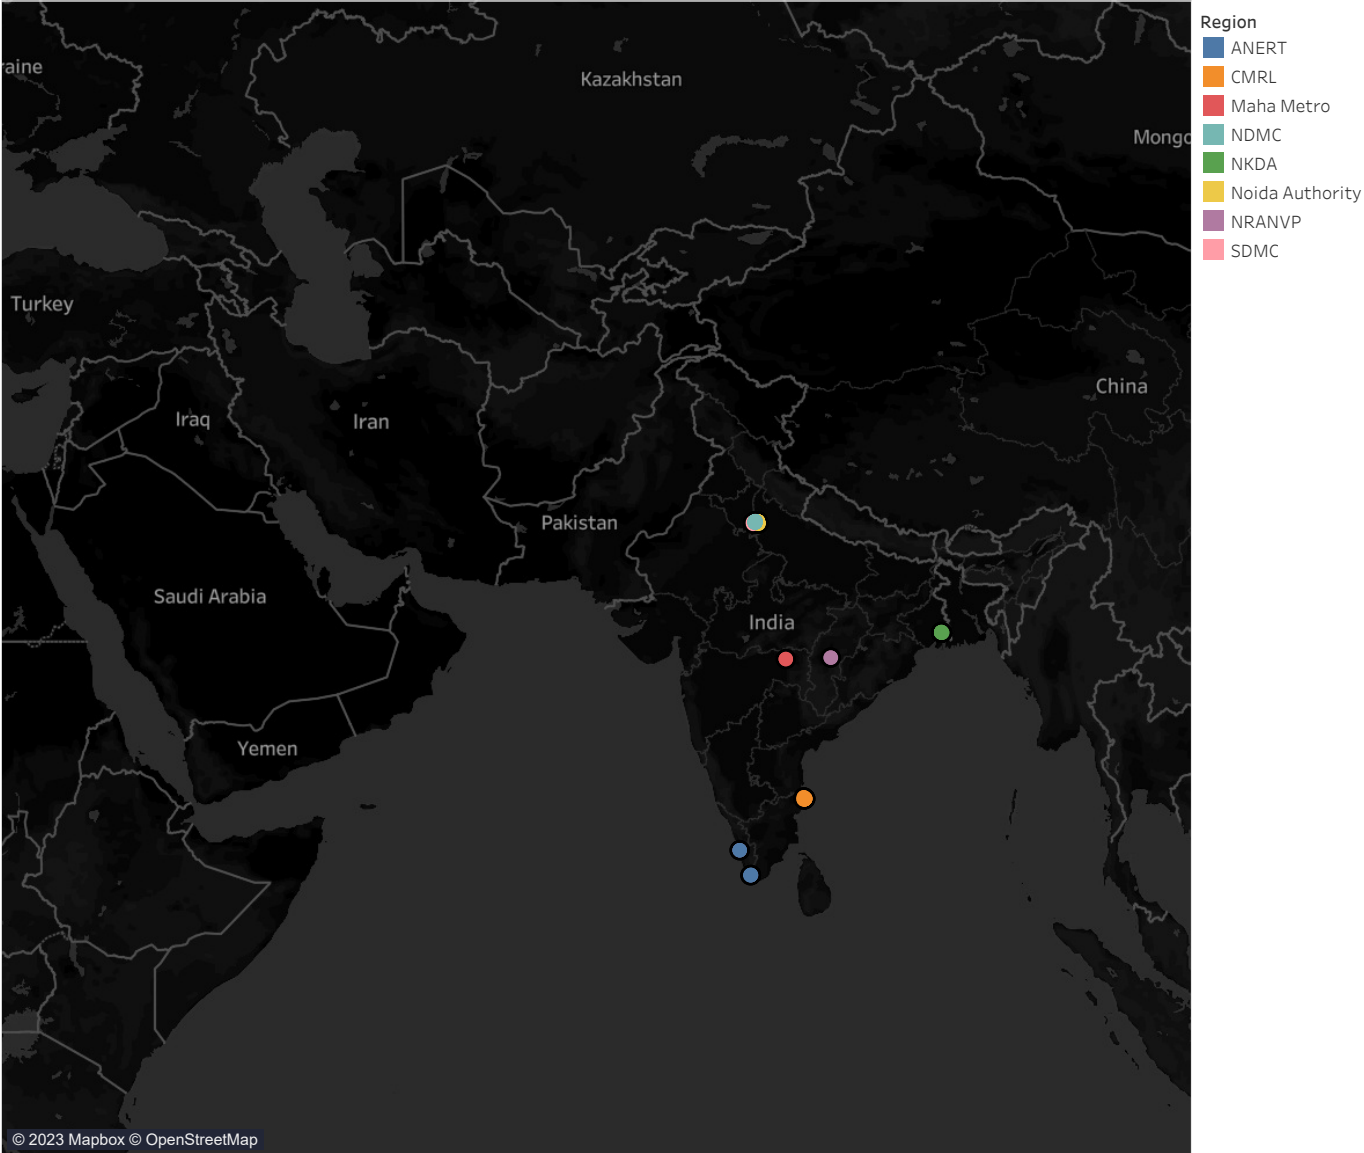 Region
ANERT
CMRL
Maha Metro
NDMC
NKDA
Noida Authority
NRANVP
SDMC
raine
Kazakhstan
Mongo
Turkey
China
Iraq
Iran
Pakistan
Saudi Arabia
India
Yemen
© 2023 Mapbox © OpenStreetMap